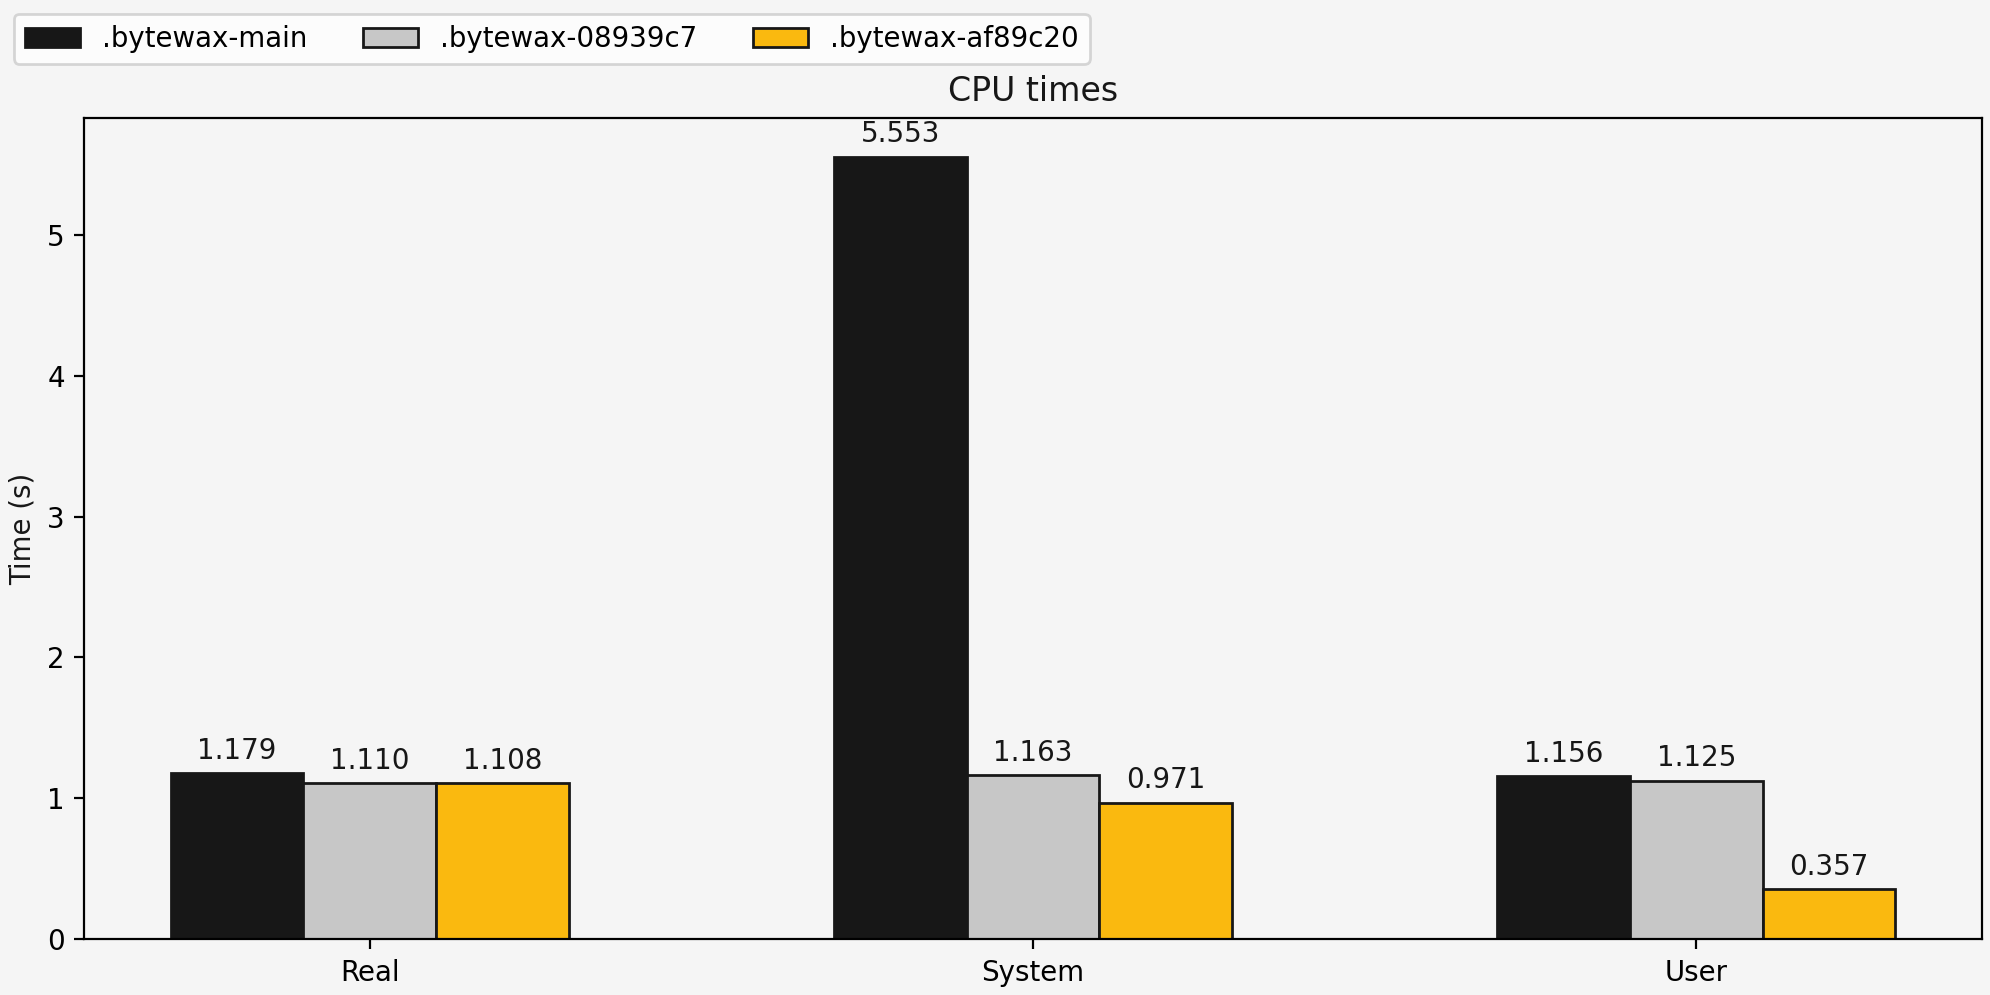 .bytewax-main .bytewax-08939c7 .bytewax-af89c20
CPU times
Time (s)
5
4
3
2
1
0
1.179 1.110 1.108
5.553 1.163 0.971
1.156 1.125 0.357
Real System User